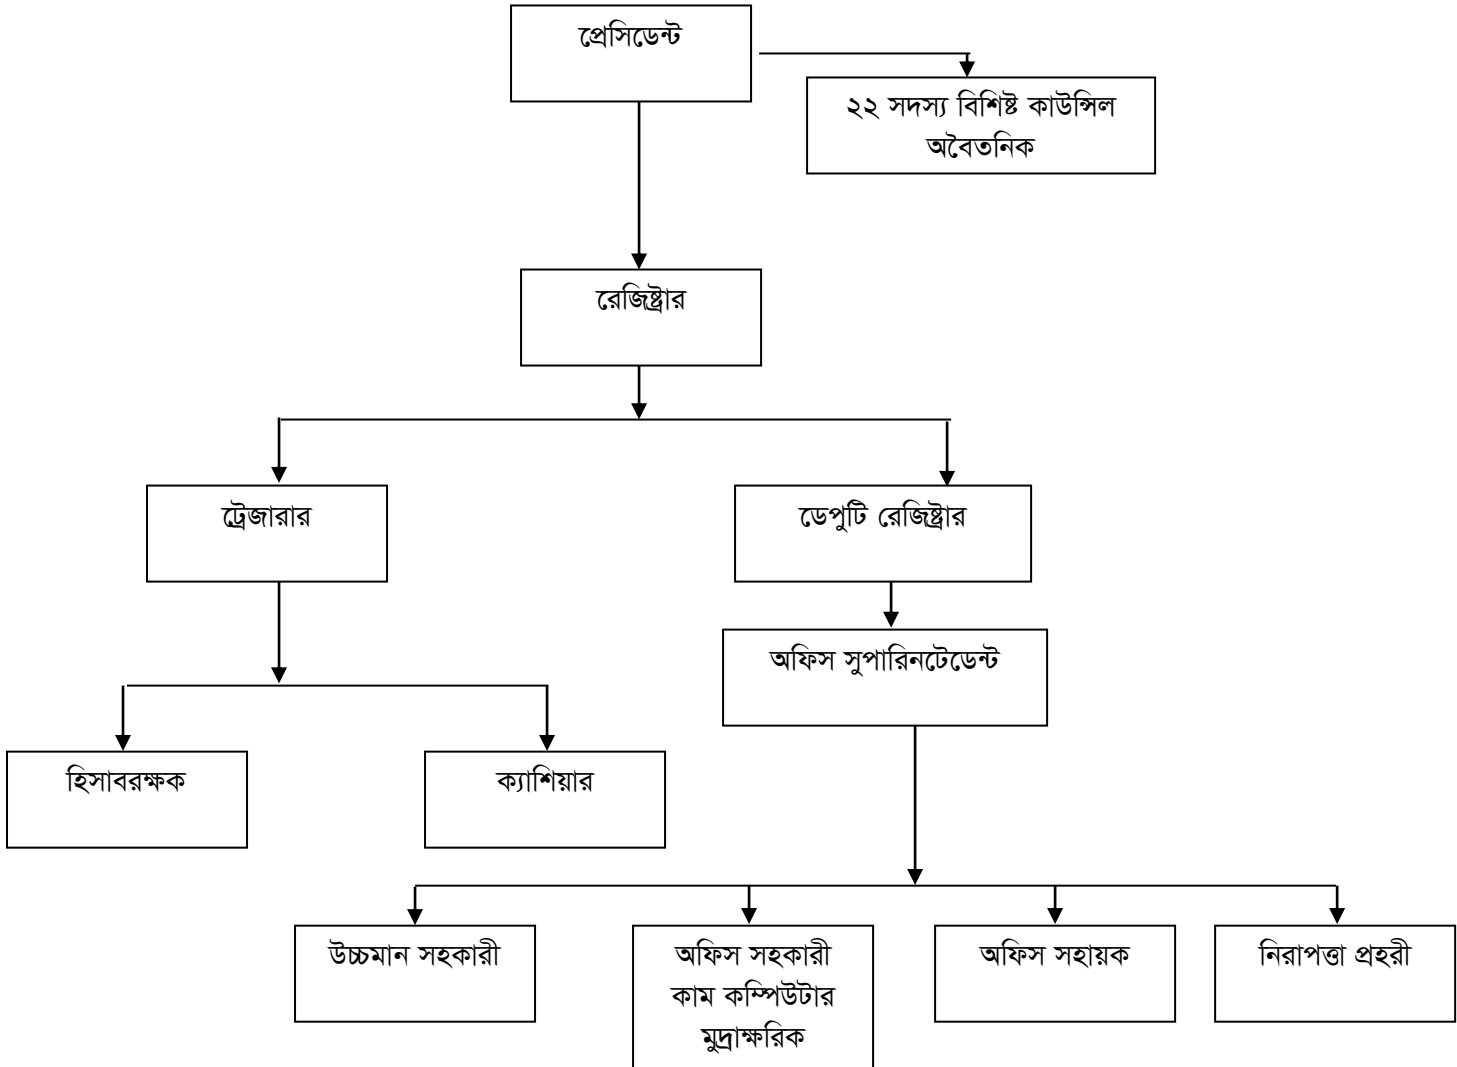 প্রেসিডেন্ট
২২ সদস্য বিশিষ্ট কাউন্সিল
অবৈতনিক
রেজিষ্ট্রার
ট্রেজারার
ডেপুটি রেজিষ্ট্রার
অফিস সুপারিনটেডেন্ট
হিসাবরক্ষক
ক্যাশিয়ার
উচ্চমান সহকারী
অফিস সহকারী
কাম কম্পিউটার
মুদ্রাক্ষরিক
অফিস সহায়ক
নিরাপত্তা প্রহরী